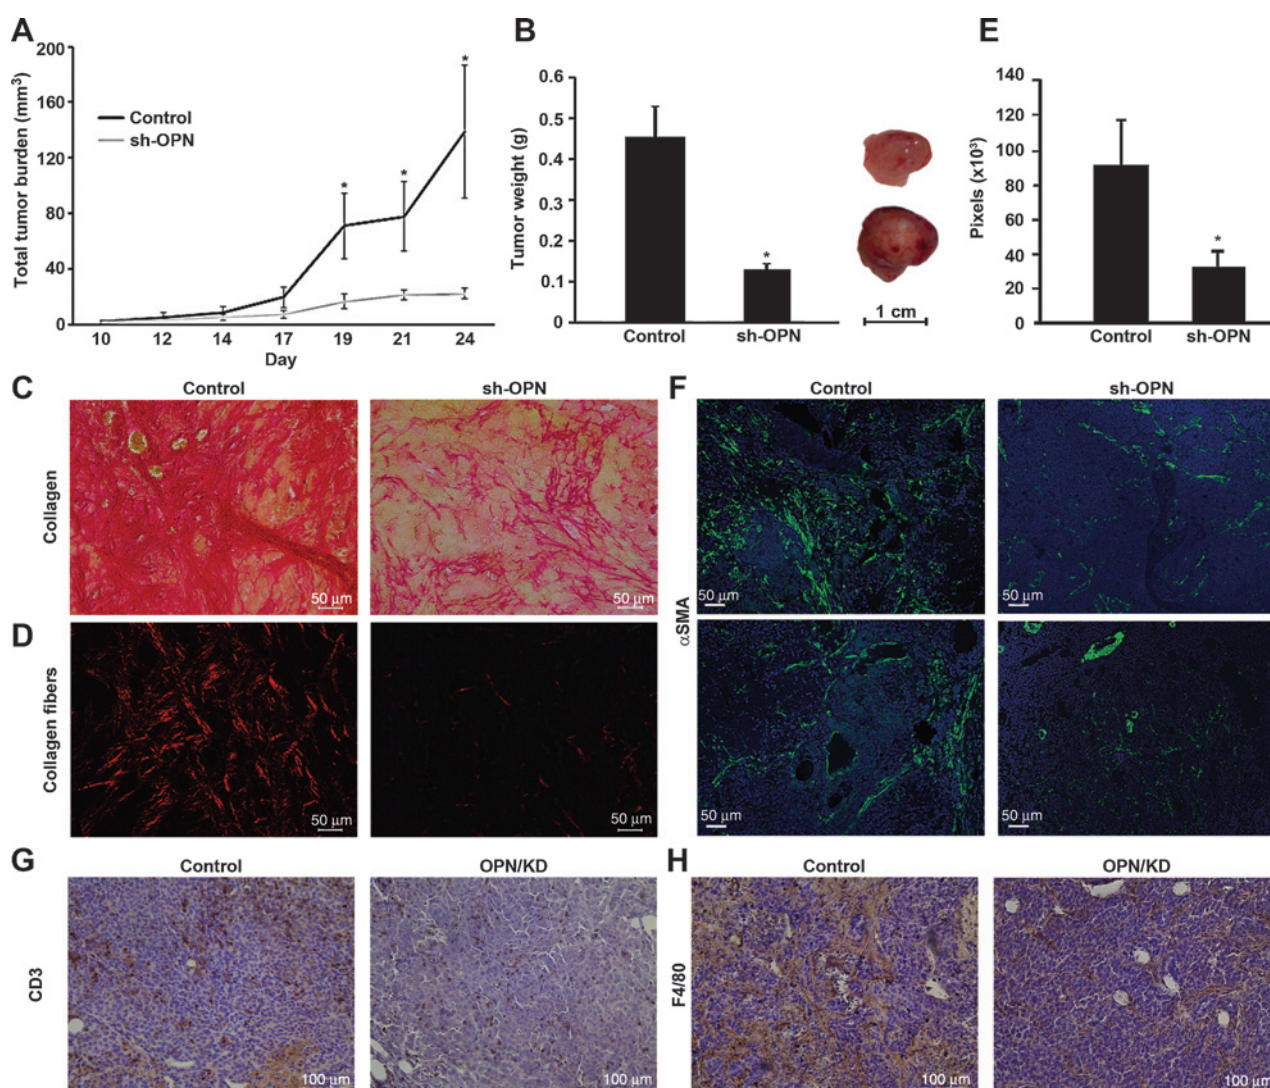 A
Total tumor burden (mm³)
200
160
120
80
40
0
Control
sh-OPN
*
*
*
10 12 14 17 19 21 24
Day
B
Tumor weight (g)
0.6
0.5
0.4
0.3
0.2
0.1
0
*
Control sh-OPN
1 cm
E
Pixels (x10³)
140
120
100
80
60
40
20
0
*
Control sh-OPN
C
Control sh-OPN
Collagen
50 μm
50 μm
D
Collagen fibers
50 μm
50 μm
F
Control sh-OPN
αSMA
50 μm
50 μm
50 μm
50 μm
G
Control OPN/KD
CD3
100 μm
100 μm
H
Control OPN/KD
F4/80
100 μm
100 μm